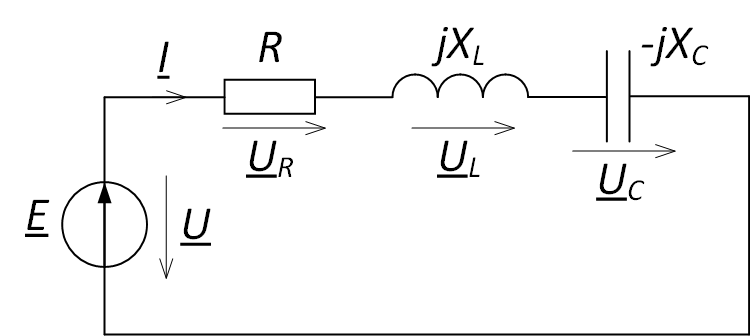 I R jX_L -jX_C
U_R U_L U_C
E U